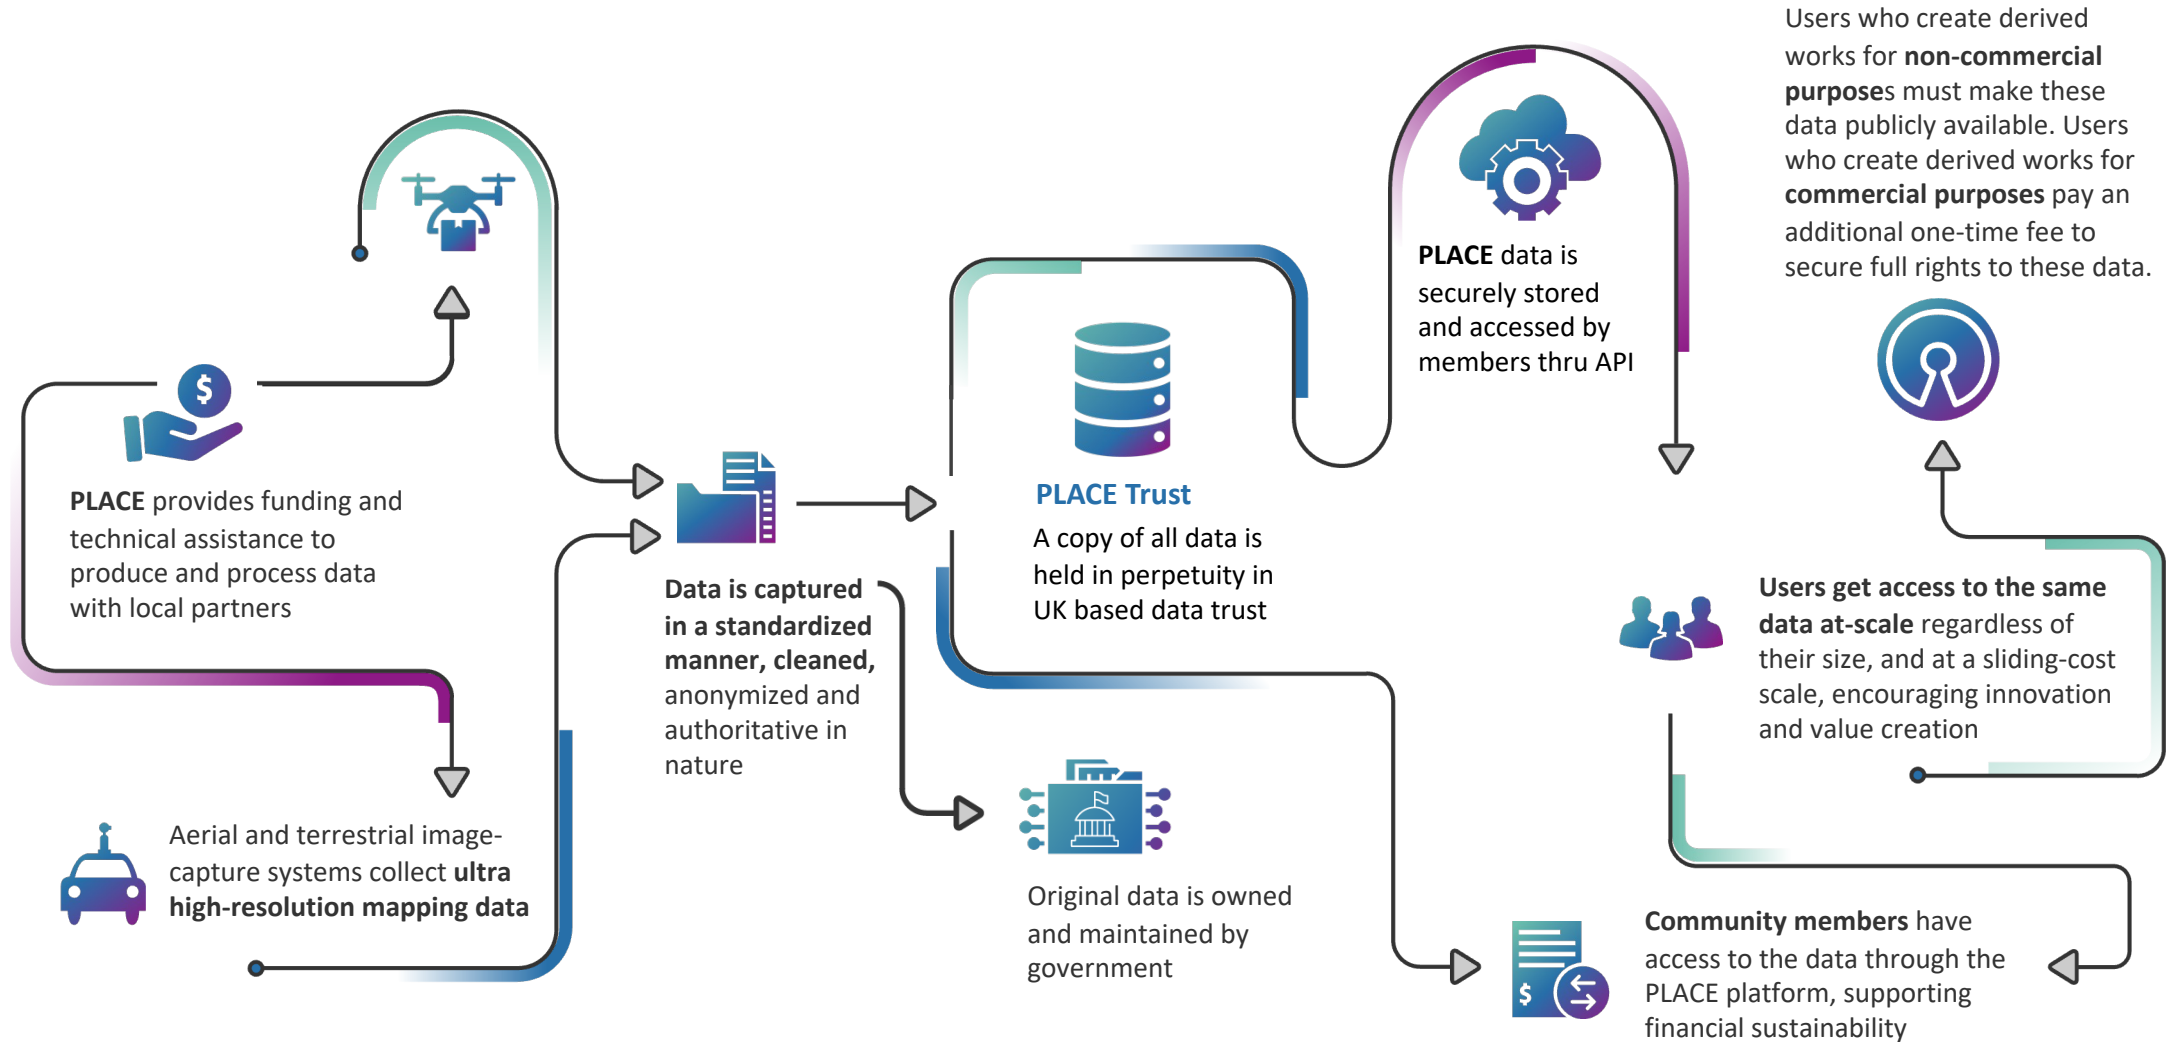 PLACE provides funding and
technical assistance to
produce and process data
with local partners
Aerial and terrestrial image-
capture systems collect ultra
high-resolution mapping data
Data is captured
in a standardized
manner, cleaned,
anonymized and
authoritative in
nature
PLACE Trust
A copy of all data is
held in perpetuity in
UK based data trust
Original data is owned
and maintained by
government
PLACE data is
securely stored
and accessed by
members thru API
Users who create derived
works for non-commercial
purposes must make these
data publicly available. Users
who create derived works for
commercial purposes pay an
additional one-time fee to
secure full rights to these data.
Users get access to the same
data at-scale regardless of
their size, and at a sliding-cost
scale, encouraging innovation
and value creation
Community members have
access to the data through the
PLACE platform, supporting
financial sustainability
$
$